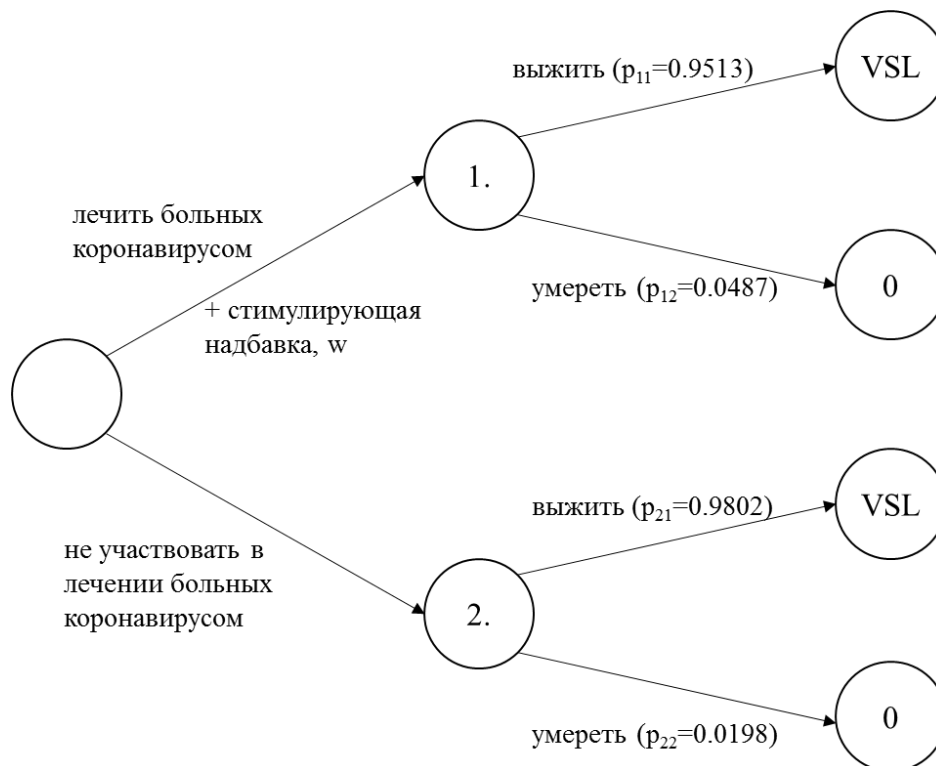 VSL
выжить (p₁₁=0.9513)
1.
лечить больных
коронавирусом
умереть (p₁₂=0.0487)
0
+ стимулирующая
надбавка, w
VSL
выжить (p₂₁=0.9802)
не участвовать в
лечении больных
коронавирусом
2.
0
умереть (p₂₂=0.0198)